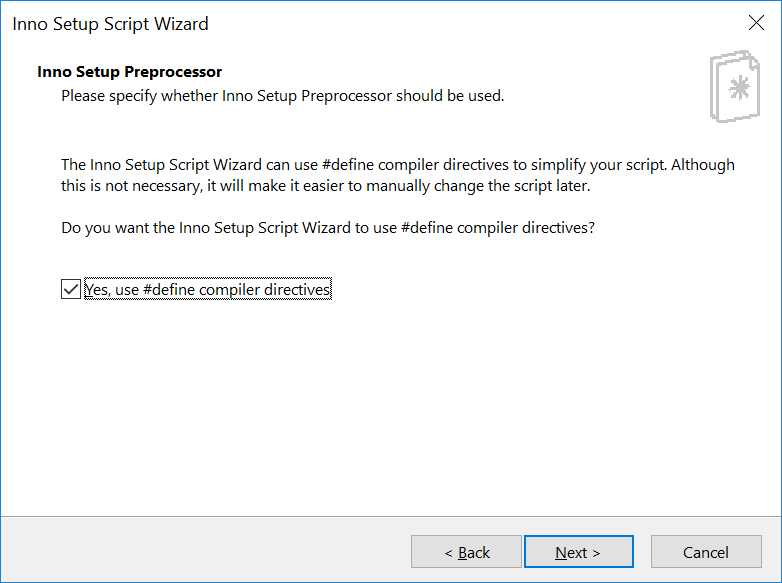 Inno Setup Script Wizard
Inno Setup Preprocessor
Please specify whether Inno Setup Preprocessor should be used.
The Inno Setup Script Wizard can use #define compiler directives to simplify your script. Although
this is not necessary, it will make it easier to manually change the script later.
Do you want the Inno Setup Script Wizard to use #define compiler directives?
Yes, use #define compiler directives
< Back
Next >
Cancel